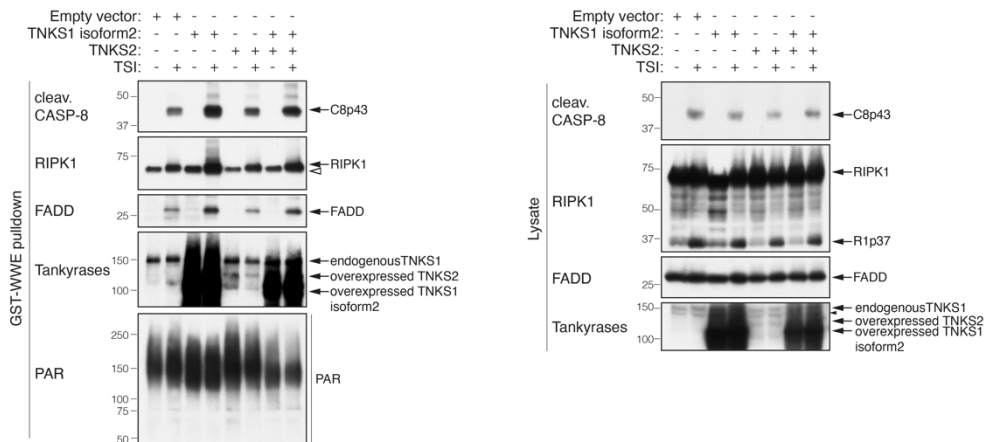 Empty vector: + + - - - - - -
TNKS1 isoform2: - - + + - - + +
TNKS2: - - - - + + + +
TSI: - + - + - + - +
cleav.
CASP-8
50
37
C8p43
RIPK1
75
RIPK1
FADD
25
FADD
Tankyrases
150
100
endogenousTNKS1
overexpressed TNKS2
overexpressed TNKS1
isoform2
PAR
250
150
100
75
50
PAR
GST-WWE pulldown
Empty vector: + + - - - - - -
TNKS1 isoform2: - - + + - - + +
TNKS2: - - - - + + + +
TSI: - + - + - + - +
cleav.
CASP-8
50
37
C8p43
RIPK1
75
50
37
RIPK1
R1p37
FADD
25
FADD
Tankyrases
150
100
endogenousTNKS1
overexpressed TNKS2
overexpressed TNKS1
isoform2
Lysate